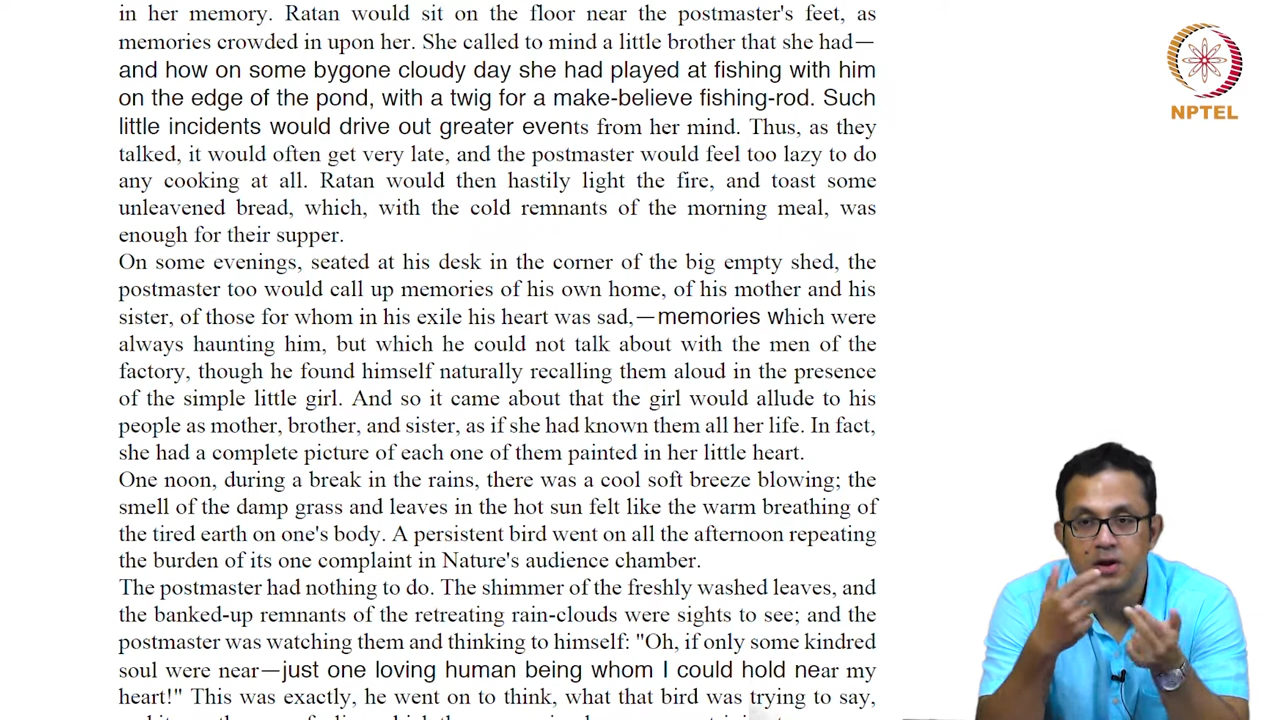 in her memory. Ratan would sit on the floor near the postmaster's feet, as
memories crowded in upon her. She called to mind a little brother that she had—
and how on some bygone cloudy day she had played at fishing with him
on the edge of the pond, with a twig for a make-believe fishing-rod. Such
little incidents would drive out greater events from her mind. Thus, as they
talked, it would often get very late, and the postmaster would feel too lazy to do
any cooking at all. Ratan would then hastily light the fire, and toast some
unleavened bread, which, with the cold remnants of the morning meal, was
enough for their supper.
On some evenings, seated at his desk in the corner of the big empty shed, the
postmaster too would call up memories of his own home, of his mother and his
sister, of those for whom in his exile his heart was sad,—memories which were
always haunting him, but which he could not talk about with the men of the
factory, though he found himself naturally recalling them aloud in the presence
of the simple little girl. And so it came about that the girl would allude to his
people as mother, brother, and sister, as if she had known them all her life. In fact,
she had a complete picture of each one of them painted in her little heart.
One noon, during a break in the rains, there was a cool soft breeze blowing; the
smell of the damp grass and leaves in the hot sun felt like the warm breathing of
the tired earth on one's body. A persistent bird went on all the afternoon repeating
the burden of its one complaint in Nature's audience chamber.
The postmaster had nothing to do. The shimmer of the freshly washed leaves, and
the banked-up remnants of the retreating rain-clouds were sights to see; and the
postmaster was watching them and thinking to himself: "Oh, if only some kindred
soul were near—just one loving human being whom I could hold near my
heart!" This was exactly, he went on to think, what that bird was trying to say,
NPTEL